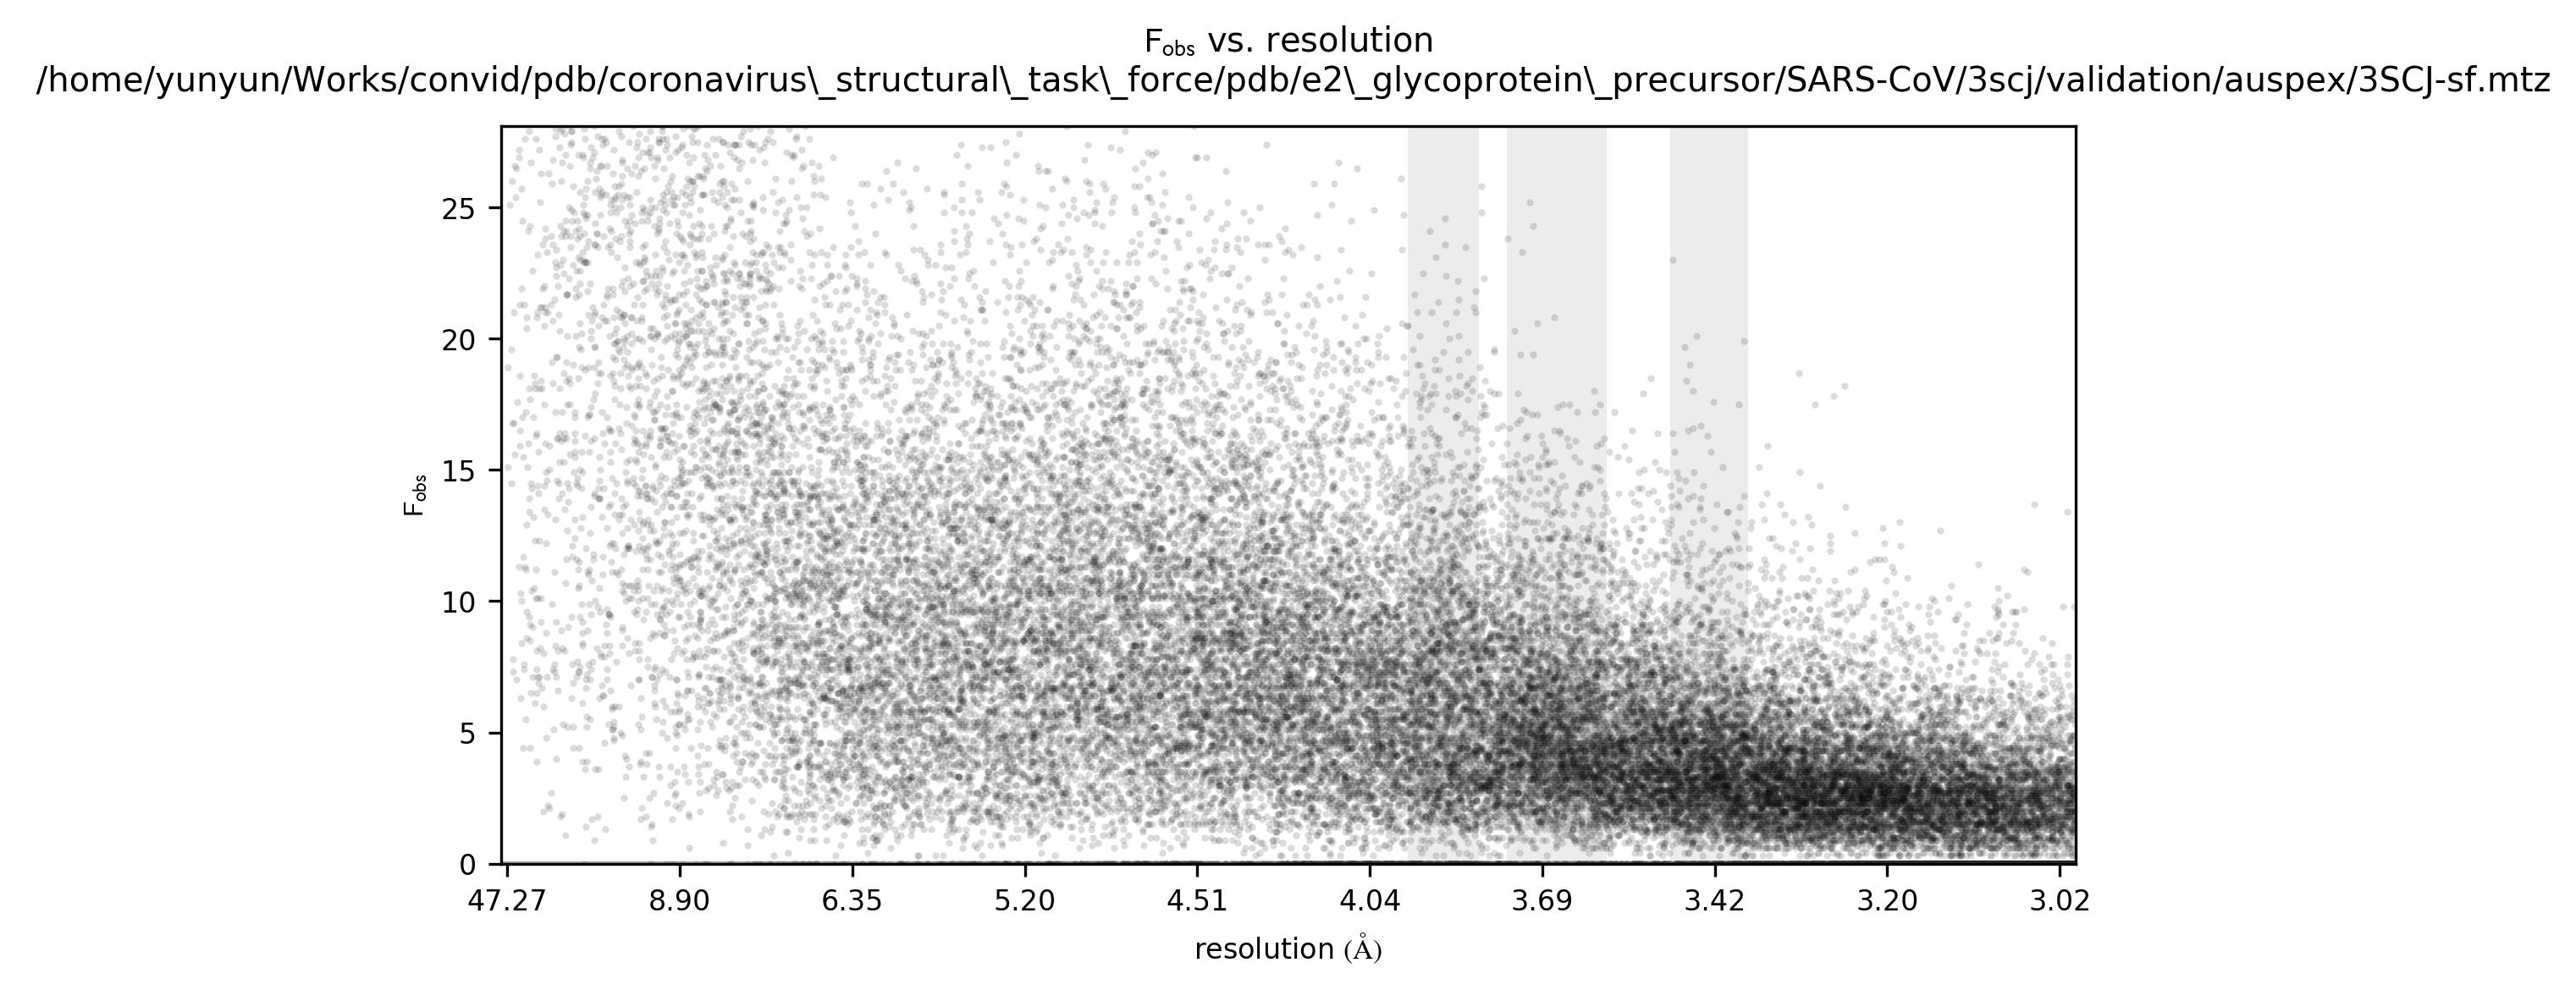 F_obs vs. resolution
/home/yunyun/Works/convid/pdb/coronavirus\_structural\_task\_force/pdb/e2\_glycoprotein\_precursor/SARS-CoV/3scj/validation/auspex/3SCJ-sf.mtz
25
20
15
10
5
0
F_obs
47.27 8.90 6.35 5.20 4.51 4.04 3.69 3.42 3.20 3.02
resolution (Å)